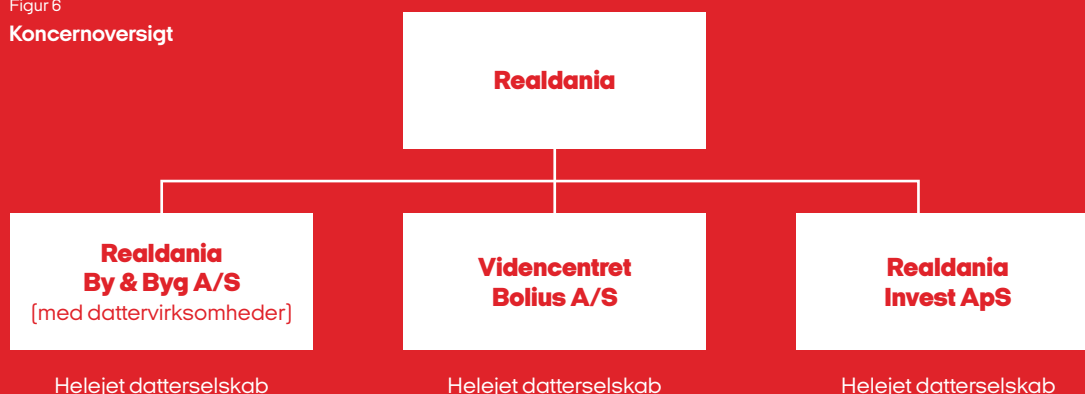 Figur 6
Koncernoversigt
Realdania
Realdania
By & Byg A/S
(med dattervirksomheder)
Videncentret
Bolius A/S
Realdania
Invest ApS
Helejet datterselskab
Helejet datterselskab
Helejet datterselskab